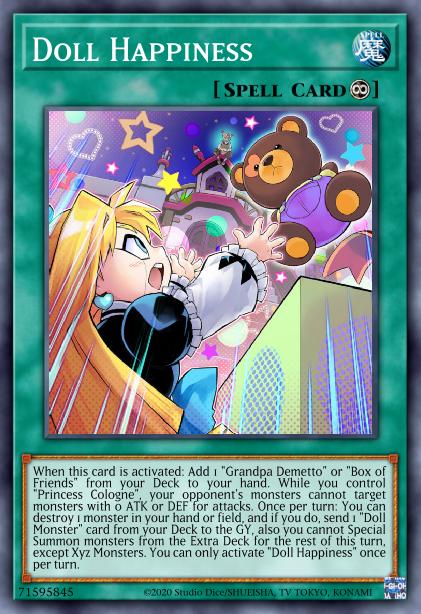 Doll Happiness
SPELL
魔
[Spell Card]
When this card is activated: Add 1 "Grandpa Demetto" or "Box of
Friends" from your Deck to your hand. While you control
"Princess Cologne", your opponent's monsters cannot target
monsters with 0 ATK or DEF for attacks. Once per turn: You can
destroy 1 monster in your hand or field, and if you do, send 1 "Doll
Monster" card from your Deck to the GY, also you cannot Special
Summon monsters from the Extra Deck for the rest of this turn,
except Xyz Monsters. You can only activate "Doll Happiness" once
per turn.
71595845
©2020 Studio Dice/SHUEISHA, TV TOKYO, KONAMI